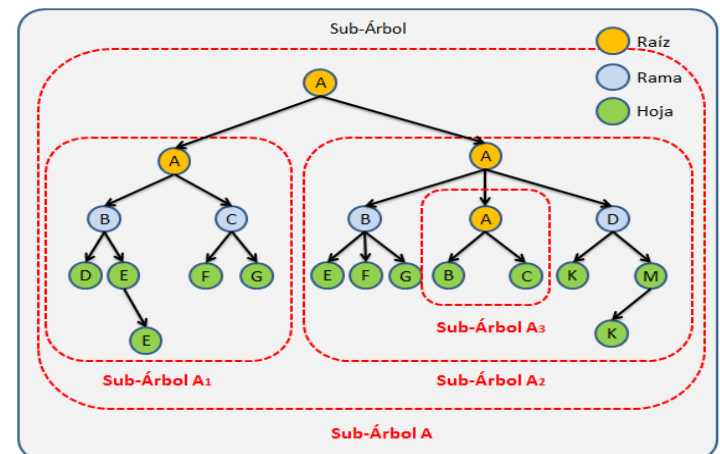 Sub-Árbol
Raíz
Rama
Hoja
A
A
A
B
C
B
A
D
D
E
F
G
E
F
G
B
C
K
M
E
K
Sub-Árbol A3
Sub-Árbol A1
Sub-Árbol A2
Sub-Árbol A